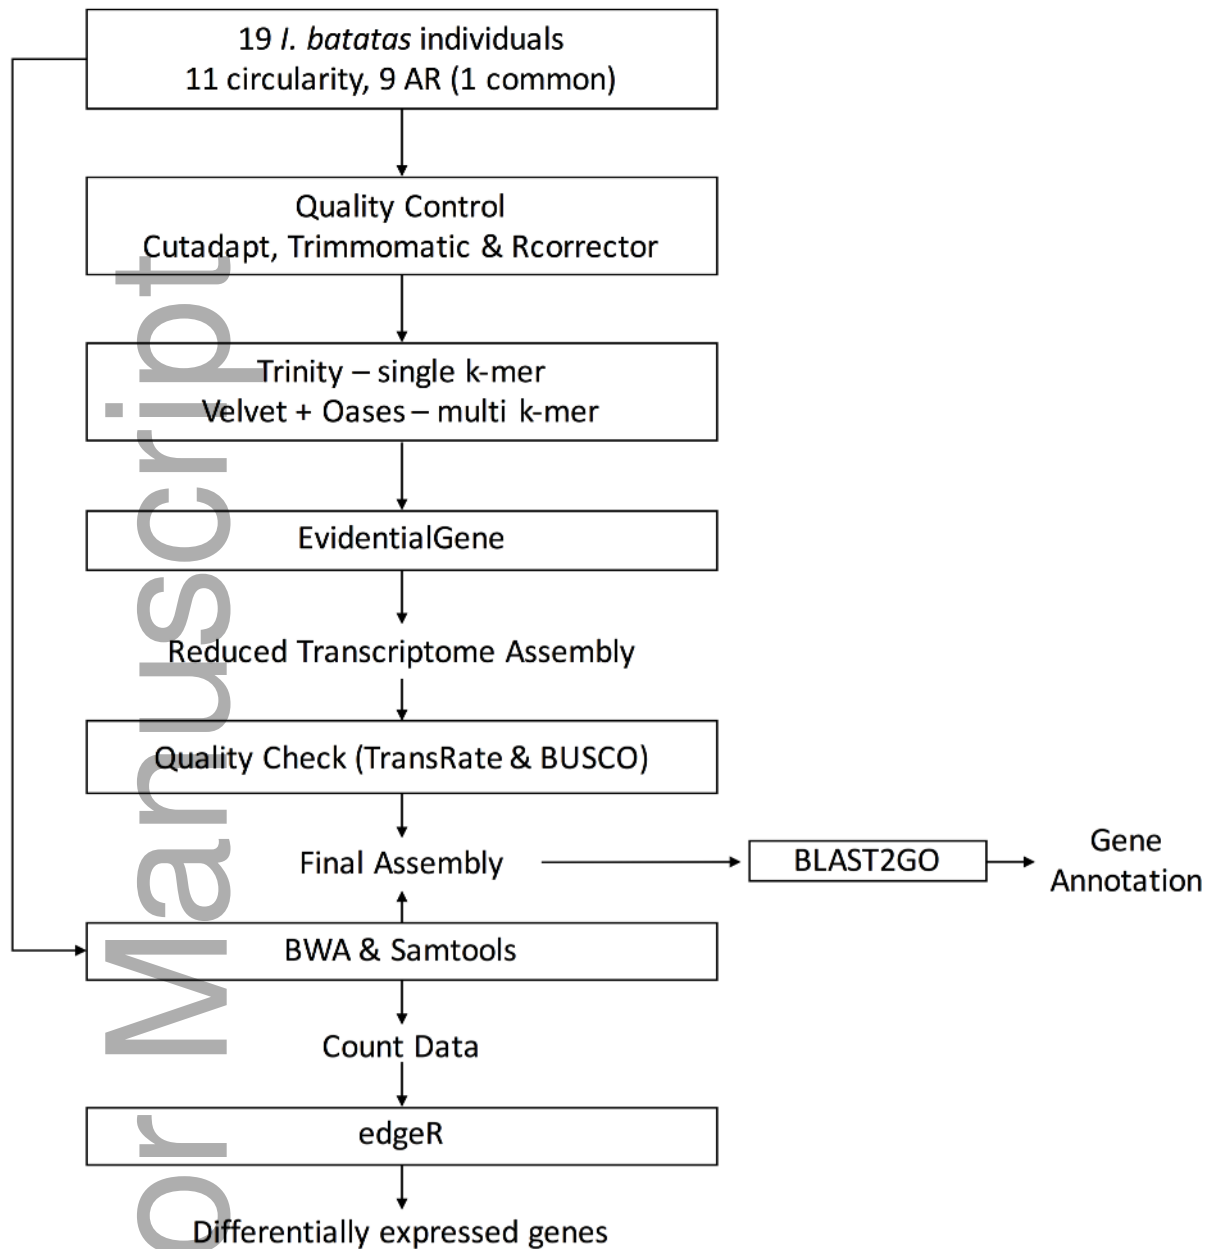 19 I. batatas individuals
11 circularity, 9 AR (1 common)
Quality Control
Cutadapt, Trimmomatic & Rcorrector
Trinity – single k-mer
Velvet + Oases – multi k-mer
EvidentialGene
Reduced Transcriptome Assembly
Quality Check (TransRate & BUSCO)
Final Assembly
BLAST2GO
Gene
Annotation
BWA & Samtools
Count Data
edgeR
Differentially expressed genes
or Manuscript